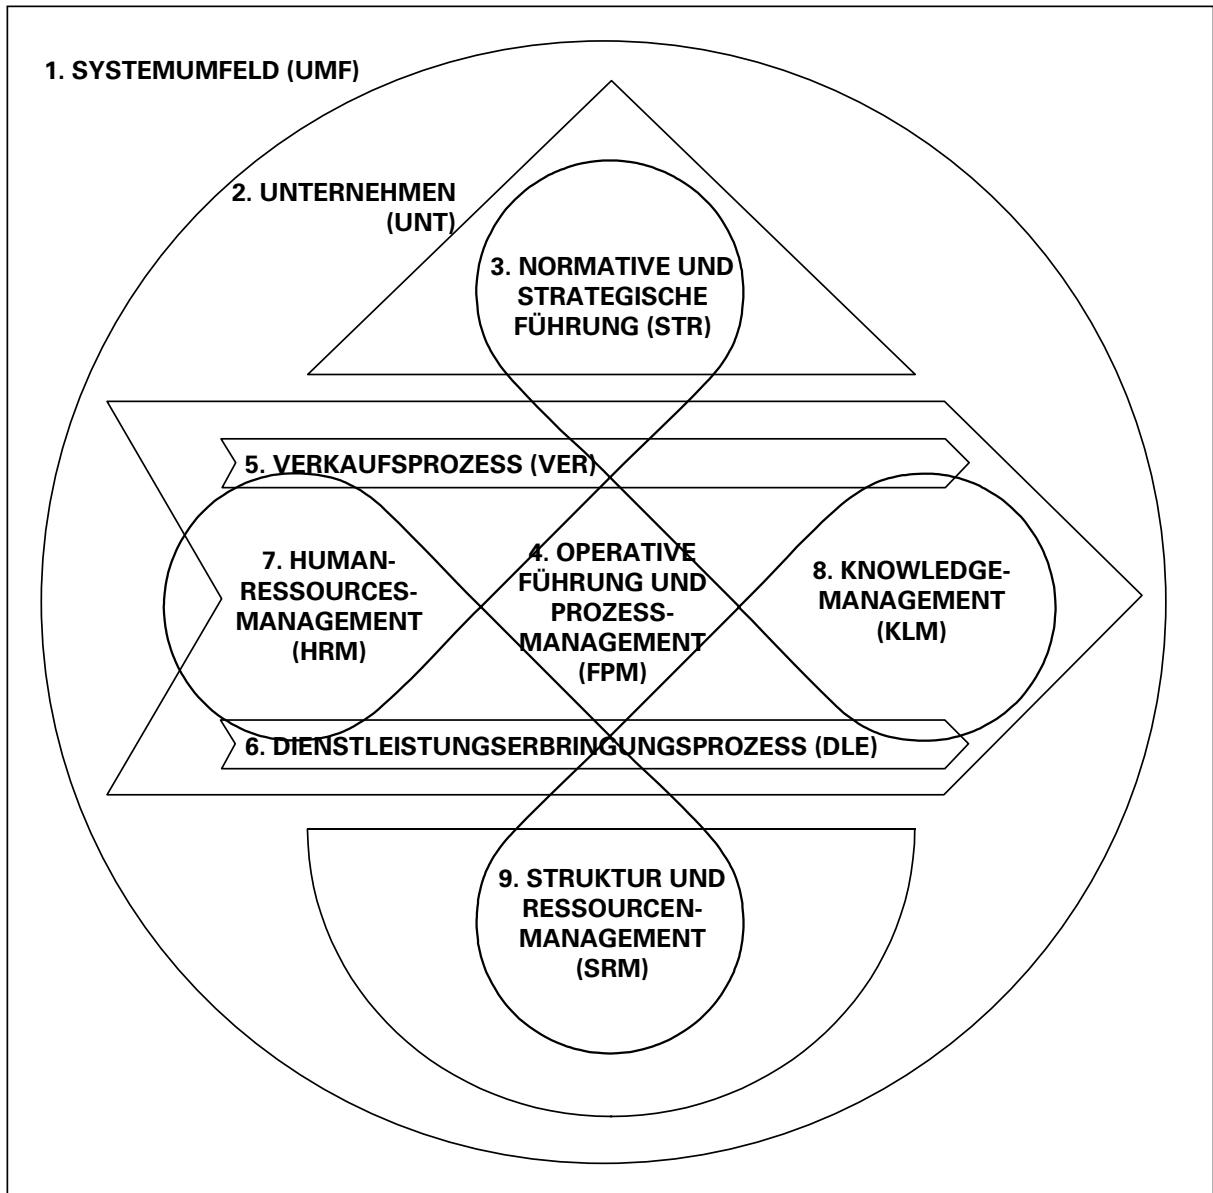 1. SYSTEMUMFELD (UMF)
2. UNTERNEHMEN
(UNT)
3. NORMATIVE UND
STRATEGISCHE
FÜHRUNG (STR)
5. VERKAUFSPROZESS (VER)
7. HUMAN-
RESSOURCES-
MANAGEMENT
(HRM)
4. OPERATIVE
FÜHRUNG UND
PROZESS-
MANAGEMENT
(FPM)
8. KNOWLEDGE-
MANAGEMENT
(KLM)
6. DIENSTLEISTUNGSERBRINGUNGSPROZESS (DLE)
9. STRUKTUR UND
RESSOURCEN-
MANAGEMENT
(SRM)